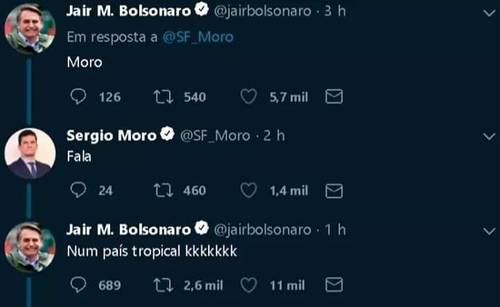 Jair M. Bolsonaro @jairbolsonaro · 3 h
Em resposta a @SF_Moro
Moro
126 540 5,7 mil
Sergio Moro @SF_Moro · 2 h
Fala
24 460 1,4 mil
Jair M. Bolsonaro @jairbolsonaro · 1 h
Num país tropical kkkkkkk
689 2,6 mil 11 mil